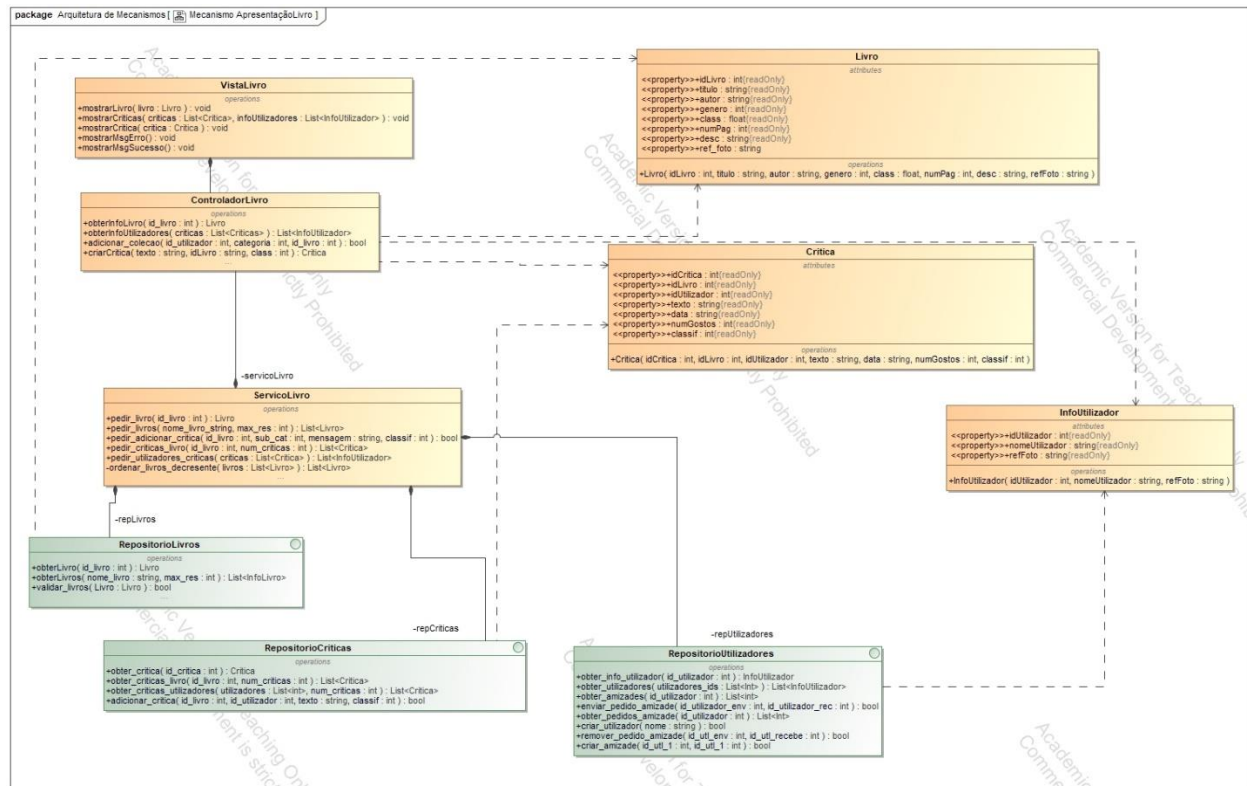 package Arquitetura de Mecanismos [ Mecanismo ApresentaçãoLivro ]
VistaLivro
operations
+mostrarLivro( livro : Livro ) : void
+mostrarCriticas( criticas : List<Critica>, infoUtilizadores : List<InfoUtilizador> ) : void
+mostrarCritica( critica : Critica ) : void
+mostrarMsgErro() : void
+mostrarMsgSucesso() : void
Livro
attributes
<<property>>+idLivro : int{readOnly}
<<property>>+titulo : string{readOnly}
<<property>>+autor : string{readOnly}
<<property>>+genero : int{readOnly}
<<property>>+class : float{readOnly}
<<property>>+numPag : int{readOnly}
<<property>>+desc : string{readOnly}
<<property>>+ref_foto : string
operations
+Livro( idLivro : int, titulo : string, autor : string, genero : int, class : float, numPag : int, desc : string, refFoto : string )
ControladorLivro
operations
+obterInfoLivro( id_livro : int ) : Livro
+obterInfoUtilizadores( criticas : List<Criticas> ) : List<InfoUtilizador>
+adicionar_colecao( id_utilizador : int, categoria : int, id_livro : int ) : bool
+criarCritica( texto : string, idLivro : string, class : int ) : Critica
...
Critica
attributes
<<property>>+idCritica : int{readOnly}
<<property>>+idLivro : int{readOnly}
<<property>>+idUtilizador : int{readOnly}
<<property>>+texto : string{readOnly}
<<property>>+data : string{readOnly}
<<property>>+numGostos : int{readOnly}
<<property>>+classif : int{readOnly}
operations
+Critica( idCritica : int, idLivro : int, idUtilizador : int, texto : string, data : string, numGostos : int, classif : int )
-servicoLivro
ServicoLivro
operations
+pedir_livro( id_livro : int ) : Livro
+pedir_livros( nome_livro_string, max_res : int ) : List<Livro>
+pedir_adicionar_critica( id_livro : int, sub_cat : int, mensagem : string, classif : int ) : bool
+pedir_criticas_livro( id_livro : int, num_criticas : int ) : List<Critica>
+pedir_utilizadores_criticas( criticas : List<Critica> ) : List<InfoUtilizador>
-ordenar_livros_decresente( livros : List<Livro> ) : List<Livro>
...
InfoUtilizador
attributes
<<property>>+idUtilizador : int{readOnly}
<<property>>+nomeUtilizador : string{readOnly}
<<property>>+refFoto : string{readOnly}
operations
+InfoUtilizador( idUtilizador : int, nomeUtilizador : string, refFoto : string )
-repLivros
RepositorioLivros
operations
+obterLivro( id_livro : int ) : Livro
+obterLivros( nome_livro : string, max_res : int ) : List<InfoLivro>
+validar_livros( Livro : Livro ) : bool
...
-repCriticas
RepositorioCriticas
operations
+obter_critica( id_critica : int ) : Critica
+obter_criticas_livro( id_livro : int, num_criticas : int ) : List<Critica>
+obter_criticas_utilizadores( utilizadores : List<int>, num_criticas : int ) : List<Critica>
+adicionar_critica( id_livro : int, id_utilizador : int, texto : string, classif : int ) : bool
-repUtilizadores
RepositorioUtilizadores
operations
+obter_info_utilizador( id_utilizador : int ) : InfoUtilizador
+obter_utilizadores( utilizadores_ids : List<Int> ) : List<InfoUtilizador>
+obter_amizades( id_utilizador : int ) : List<int>
+enviar_pedido_amizade( id_utilizador_env : int, id_utilizador_rec : int ) : bool
+obter_pedidos_amizade( id_utilizador : int ) : List<Int>
+criar_utilizador( nome : string ) : bool
+remover_pedido_amizade( id_utl_env : int, id_utl_recebe : int ) : bool
+criar_amizade( id_utl_1 : int, id_utl_1 : int ) : bool
Academic Version for Teaching Only
Commercial Development is strictly Prohibited